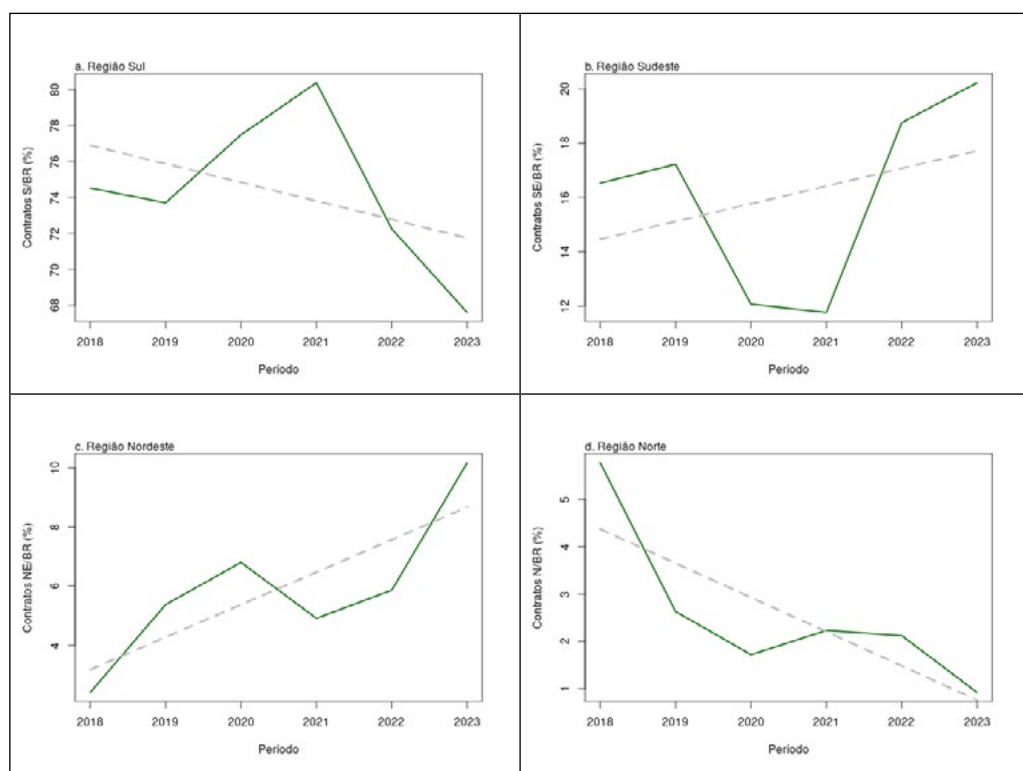 a. Região Sul
Contratos S/BR (%)
80
78
76
74
72
70
68
2018 2019 2020 2021 2022 2023
Período
b. Região Sudeste
Contratos SE/BR (%)
20
18
16
14
12
2018 2019 2020 2021 2022 2023
Período
c. Região Nordeste
Contratos NE/BR (%)
10
8
6
4
2018 2019 2020 2021 2022 2023
Período
d. Região Norte
Contratos N/BR (%)
5
4
3
2
1
2018 2019 2020 2021 2022 2023
Período